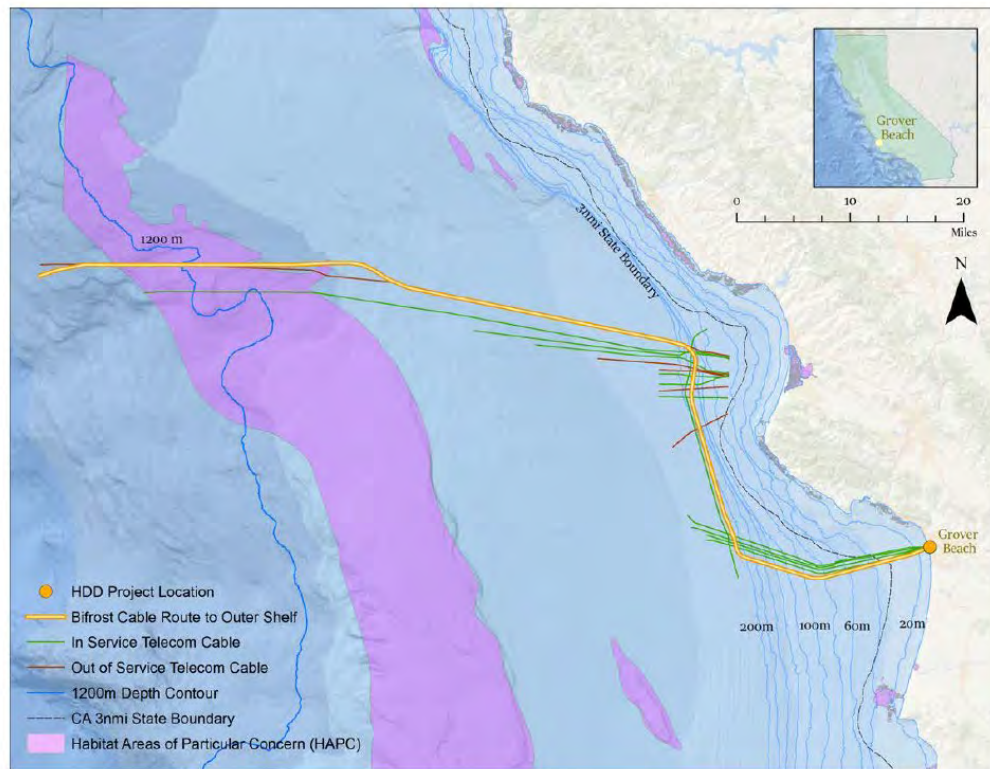 Grover
Beach
0
10
20
Miles
N
3nmi State Boundary
1200 m
Grover
Beach
200m
100m
60m
20m
HDD Project Location
Bifrost Cable Route to Outer Shelf
In Service Telecom Cable
Out of Service Telecom Cable
1200m Depth Contour
CA 3nmi State Boundary
Habitat Areas of Particular Concern (HAPC)